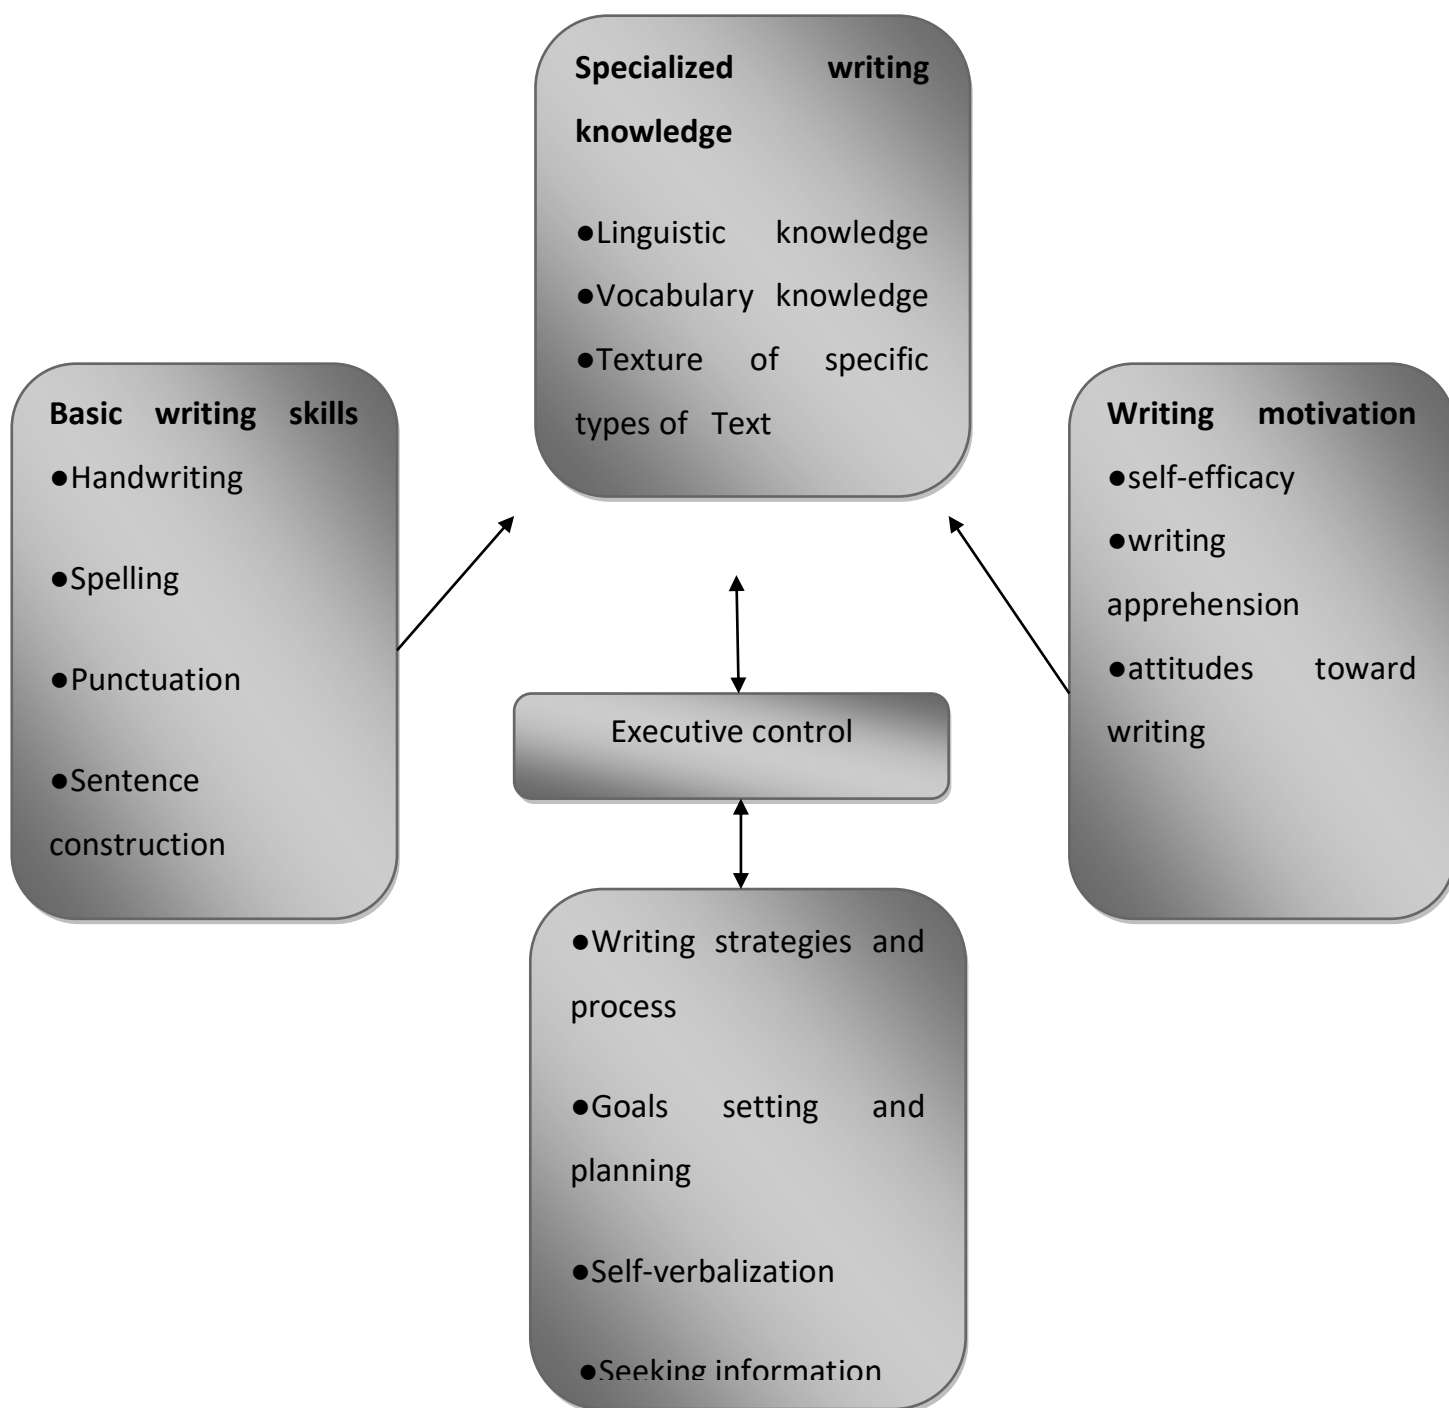 Specialized writing
knowledge
●Linguistic knowledge
●Vocabulary knowledge
●Texture of specific
types of Text
Basic writing skills
●Handwriting
●Spelling
●Punctuation
●Sentence
construction
Writing motivation
●self-efficacy
●writing
apprehension
●attitudes toward
writing
Executive control
●Writing strategies and
process
●Goals setting and
planning
●Self-verbalization
●Seeking information